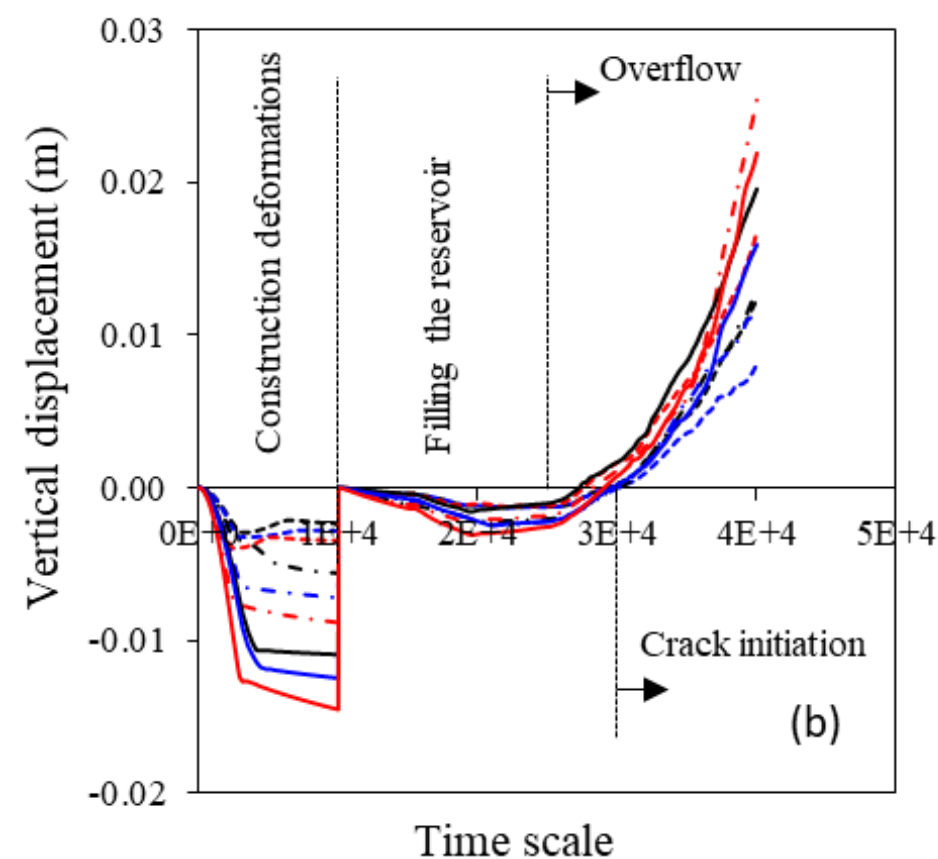 0.03
0.02
0.01
0.00
-0.01
-0.02
Vertical displacement (m)
Construction deformations
Filling the reservoir
Overflow
0E+ 1E+4 2E+4 3E+4 4E+4 5E+4
Crack initiation
(b)
Time scale